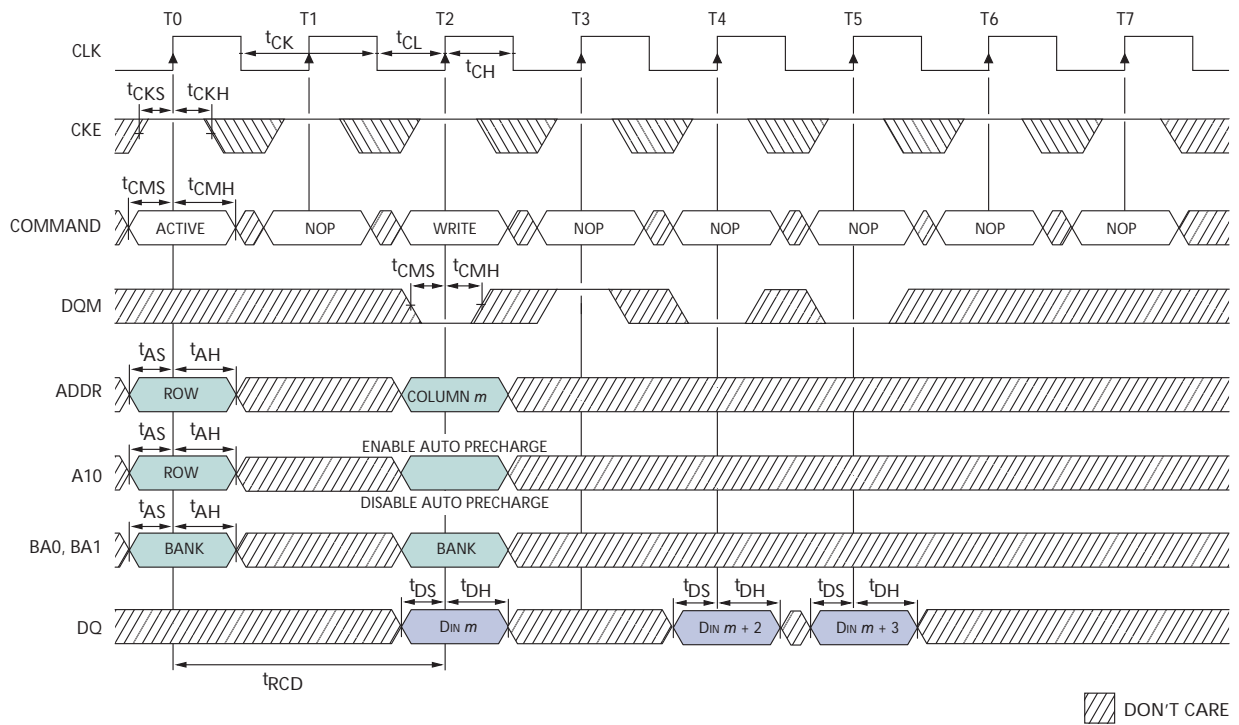 T0 T1 T2 T3 T4 T5 T6 T7
CLK tCK tCL tCH
tCKS tCKH
CKE
tCMS tCMH
COMMAND ACTIVE NOP WRITE NOP NOP NOP NOP NOP
tCMS tCMH
DQM
tAS tAH
ADDR ROW COLUMN m
tAS tAH ENABLE AUTO PRECHARGE
A10 ROW
DISABLE AUTO PRECHARGE
tAS tAH
BA0, BA1 BANK BANK
tDS tDH tDS tDH tDS tDH
DQ DIN m DIN m + 2 DIN m + 3
tRCD
DON'T CARE